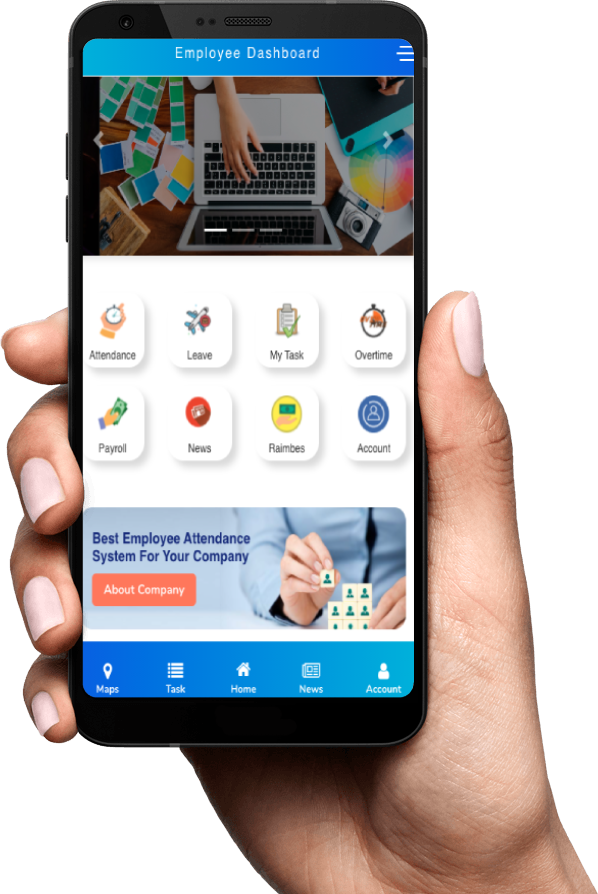 Employee Dashboard
Attendance
Leave
My Task
Overtime
Payroll
News
Raimbes
Account
Best Employee Attendance
System For Your Company
About Company
Maps
Task
Home
News
Account